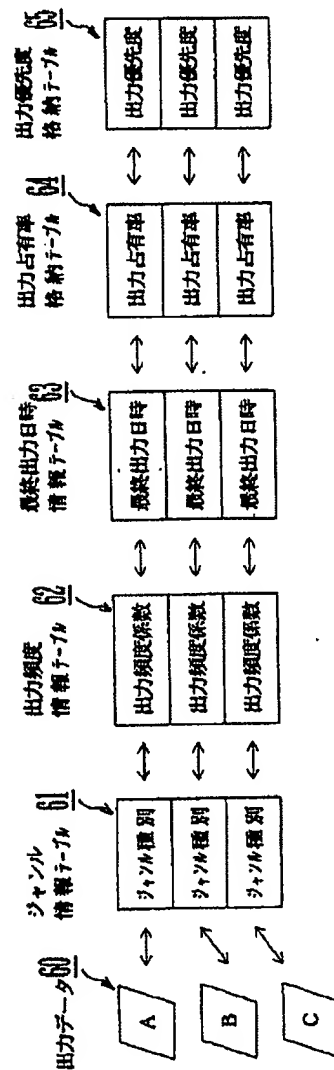 出力データ 60
A
B
C
ジャンル
情報テーブル 61
ジャンル種別
ジャンル種別
ジャンル種別
出力頻度
情報テーブル 62
出力頻度係数
出力頻度係数
出力頻度係数
最終出力日時
情報テーブル 63
最終出力日時
最終出力日時
最終出力日時
出力占有率
格納テーブル 64
出力占有率
出力占有率
出力占有率
出力優先度
格納テーブル 65
出力優先度
出力優先度
出力優先度